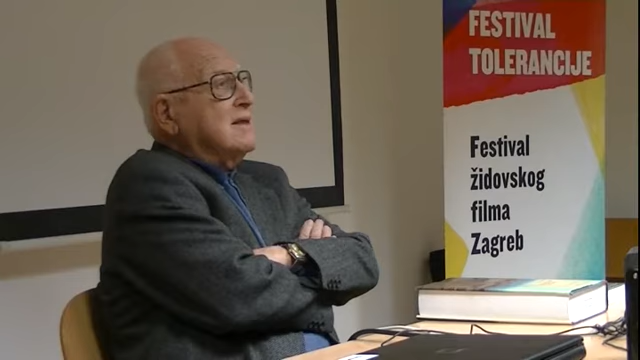 FESTIVAL
TOLERANCIJE
Festival
židovskog
filma
Zagreb